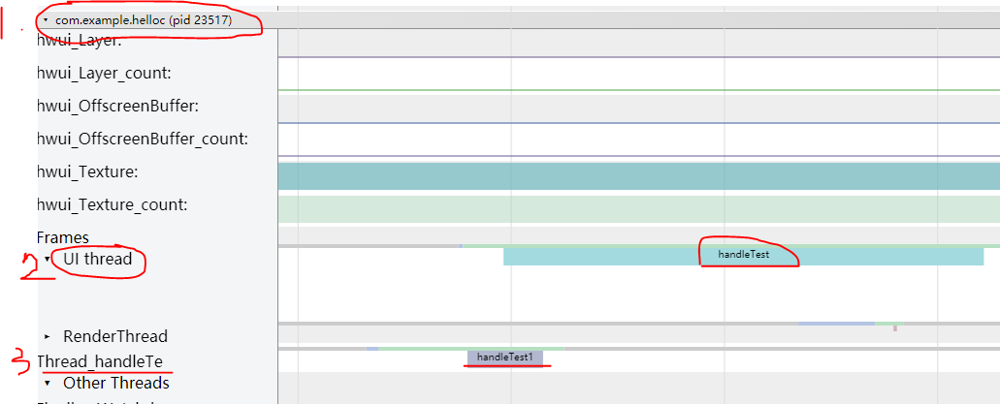 1.
com.example.helloc (pid 23517)
hwui_Layer:
hwui_Layer_count:
hwui_OffscreenBuffer:
hwui_OffscreenBuffer_count:
hwui_Texture:
hwui_Texture_count:
Frames
2 UI thread handleTest
RenderThread
3 Thread_handleTe handleTest1
Other Threads